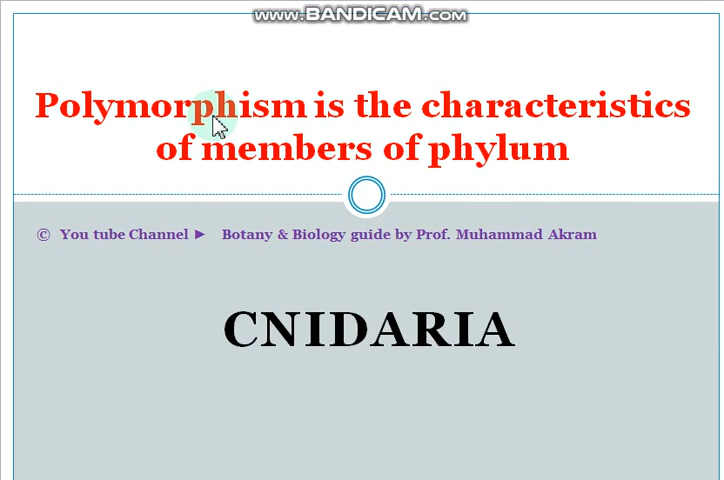 www.BANDICAM.com
Polymorphism is the characteristics
of members of phylum
© You tube Channel ► Botany & Biology guide by Prof. Muhammad Akram
CNIDARIA